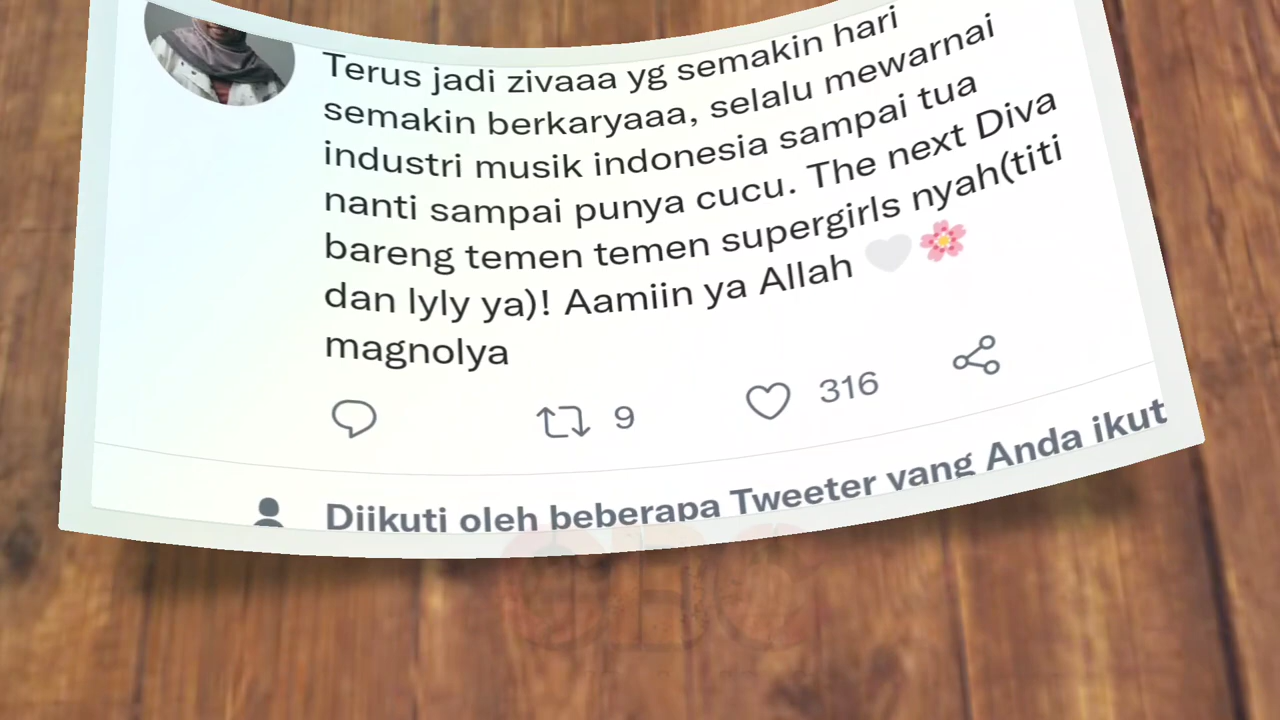 Terus jadi zivaaa yg semakin hari
semakin berkaryaaa, selalu mewarnai
industri musik indonesia sampai tua
nanti sampai punya cucu. The next Diva
bareng temen temen supergirls nyah(titi
dan lyly ya)! Aamiin ya Allah 🤍🌸
magnolya
9
316
Diikuti oleh beberapa Tweeter yang Anda ikut